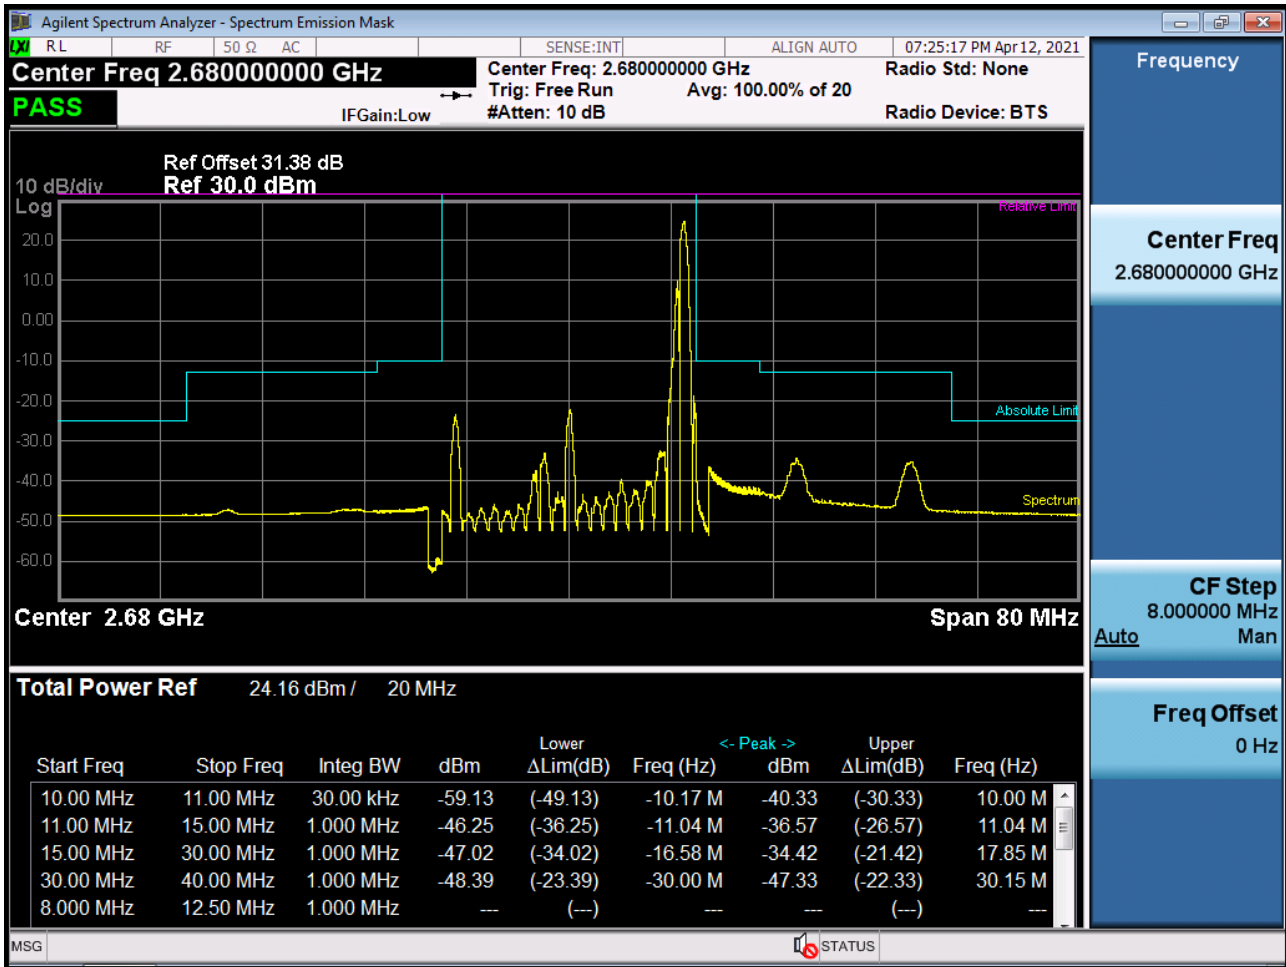 Agilent Spectrum Analyzer - Spectrum Emission Mask
LXI RL RF 50 Ω AC SENSE:INT ALIGN AUTO 07:25:17 PM Apr 12, 2021
Center Freq 2.680000000 GHz
Center Freq: 2.680000000 GHz
Radio Std: None
Trig: Free Run
Avg: 100.00% of 20
PASS
IFGain:Low
#Atten: 10 dB
Radio Device: BTS
Ref Offset 31.38 dB
10 dB/div
Ref 30.0 dBm
Log
Relative Limit
20.0
10.0
0.00
-10.0
-20.0
Absolute Limit
-30.0
-40.0
Spectrum
-50.0
-60.0
Center 2.68 GHz
Span 80 MHz
Total Power Ref 24.16 dBm / 20 MHz
Lower <- Peak -> Upper
Start Freq Stop Freq Integ BW dBm ΔLim(dB) Freq (Hz) dBm ΔLim(dB) Freq (Hz)
10.00 MHz 11.00 MHz 30.00 kHz -59.13 (-49.13) -10.17 M -40.33 (-30.33) 10.00 M
11.00 MHz 15.00 MHz 1.000 MHz -46.25 (-36.25) -11.04 M -36.57 (-26.57) 11.04 M
15.00 MHz 30.00 MHz 1.000 MHz -47.02 (-34.02) -16.58 M -34.42 (-21.42) 17.85 M
30.00 MHz 40.00 MHz 1.000 MHz -48.39 (-23.39) -30.00 M -47.33 (-22.33) 30.15 M
8.000 MHz 12.50 MHz 1.000 MHz --- (---) --- --- (---) ---
MSG
STATUS
Frequency
Center Freq
2.680000000 GHz
CF Step
8.000000 MHz
Auto Man
Freq Offset
0 Hz